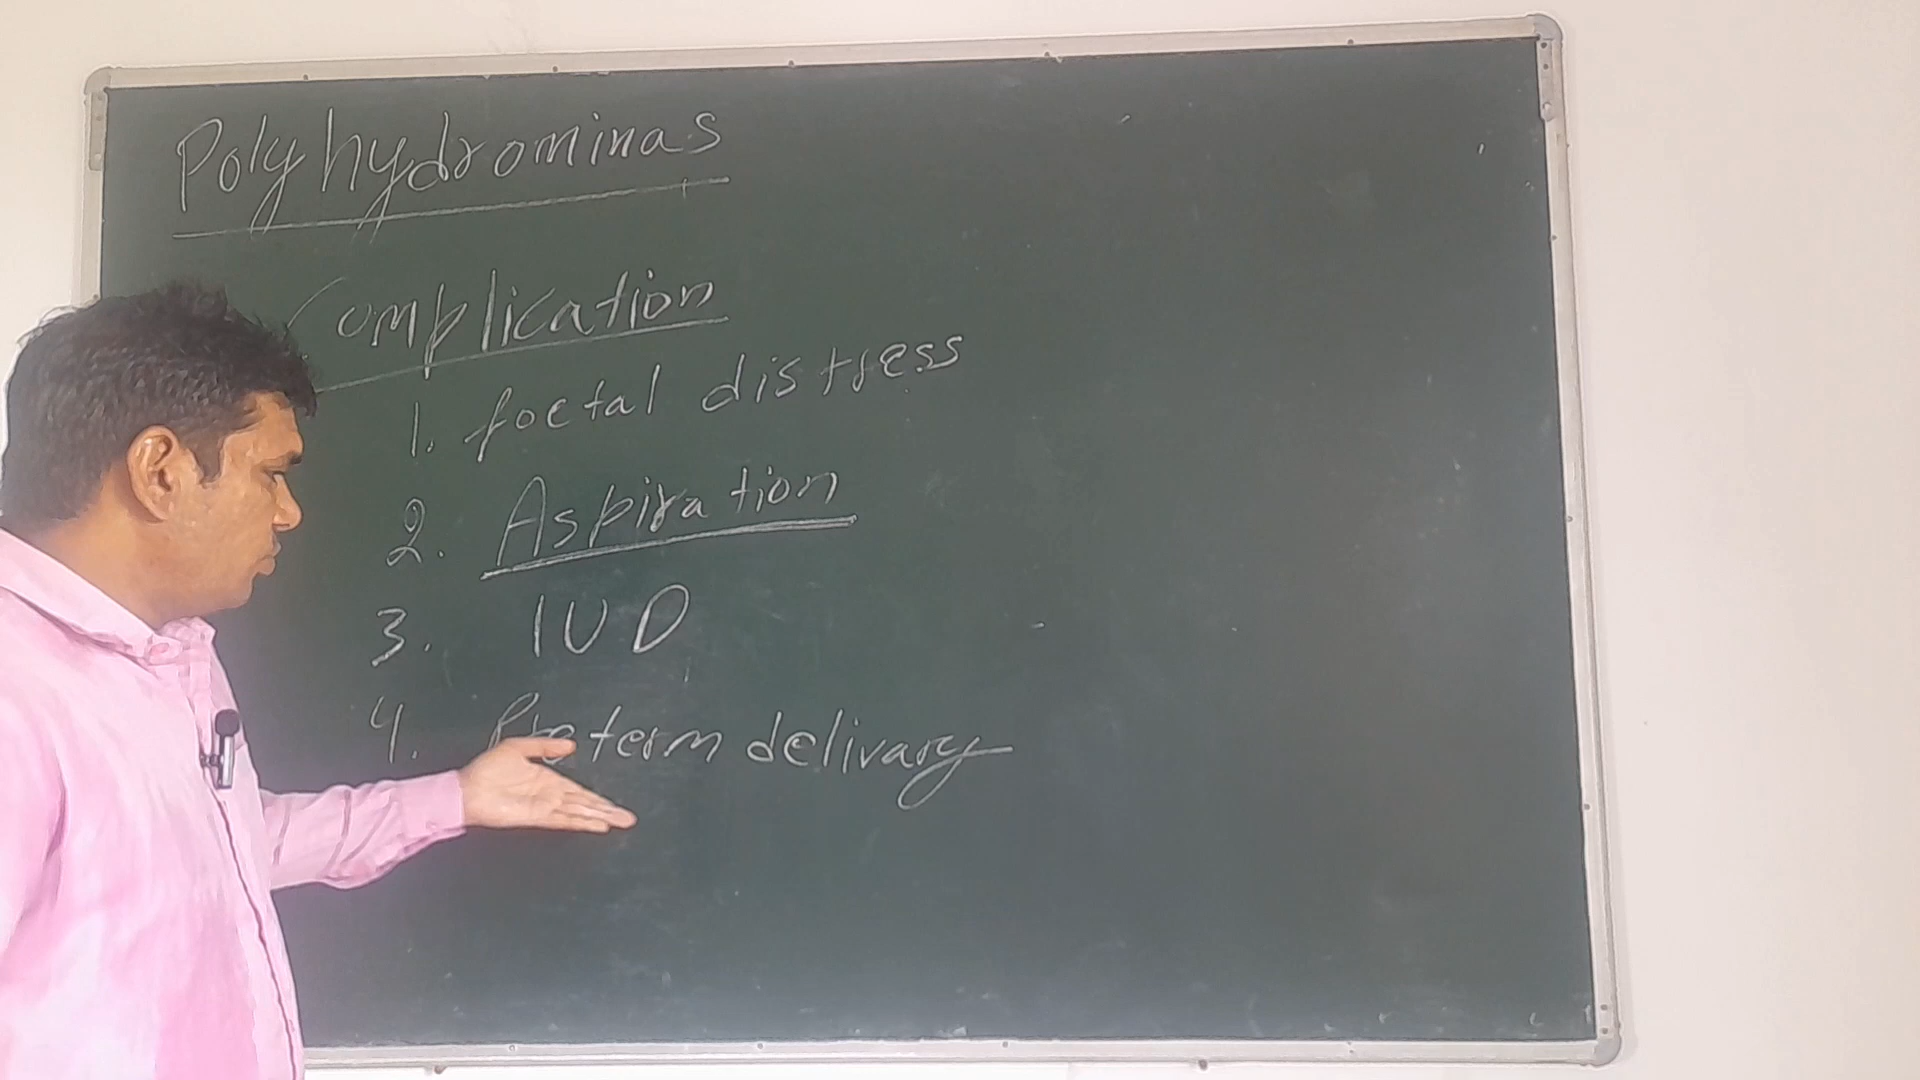 Polyhydrominas
Complication
1. foetal distress
2. Aspiration
3. IUD
4. Preterm delivary